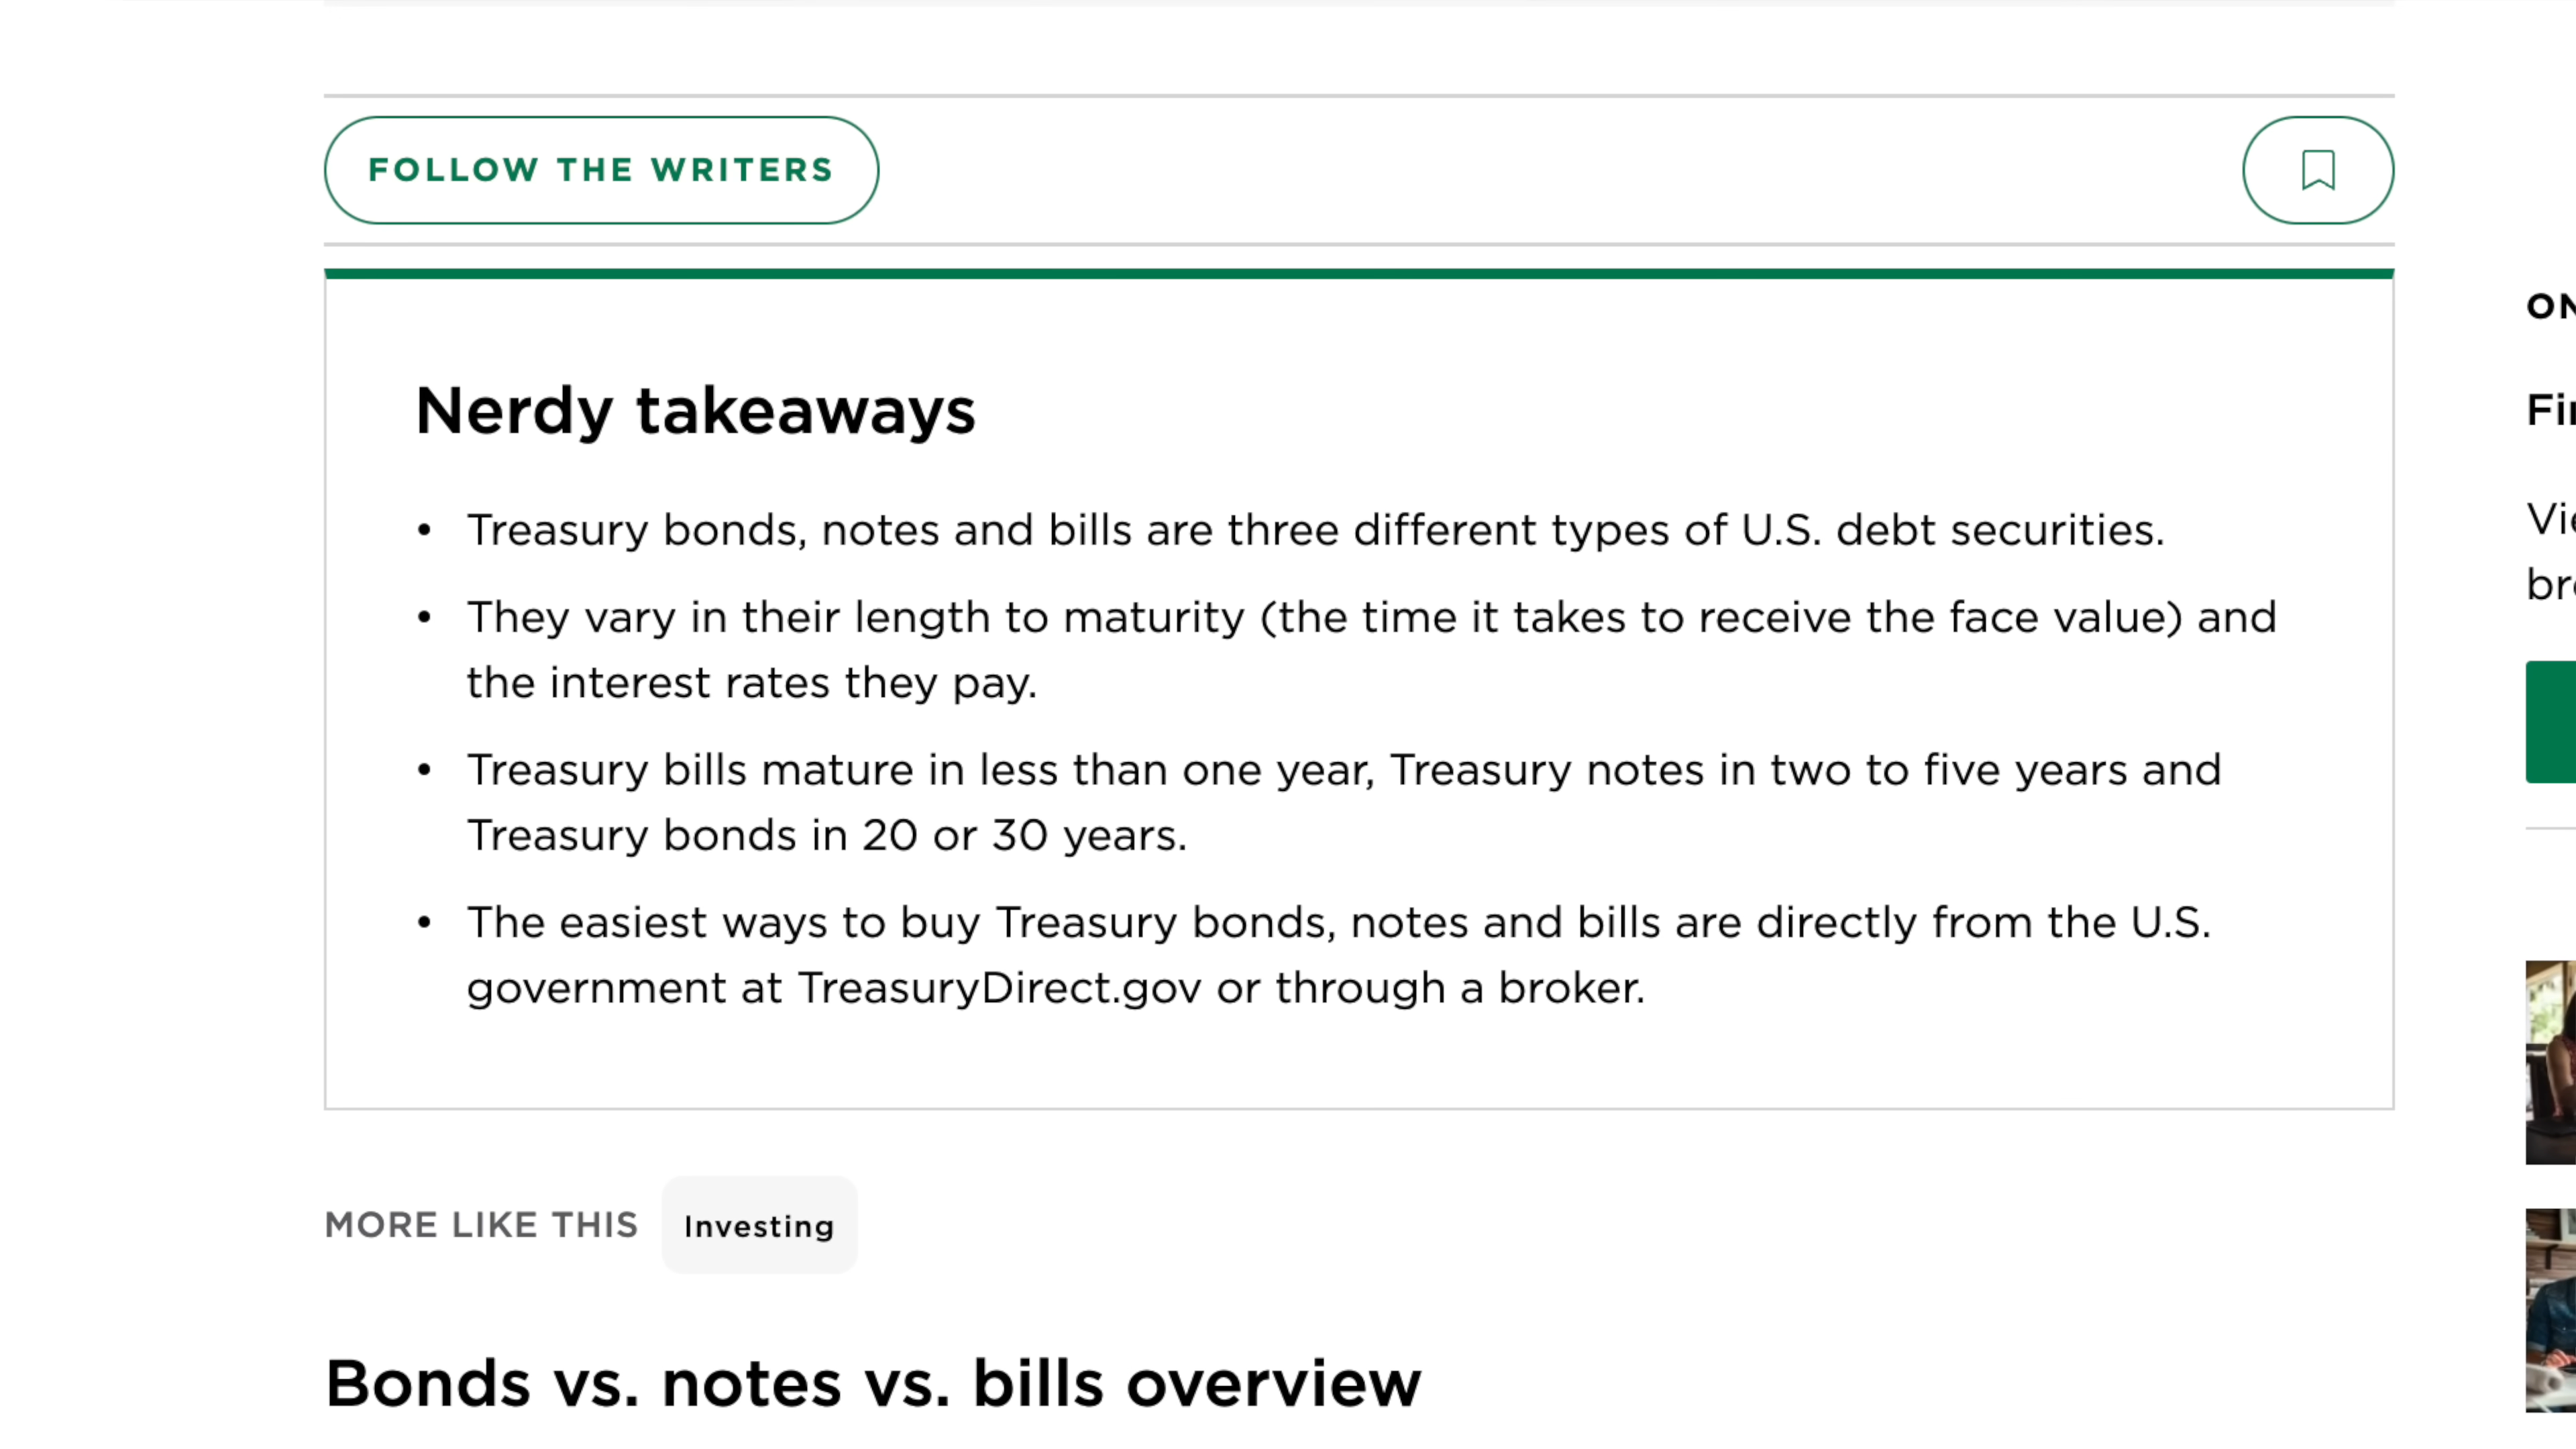 FOLLOW THE WRITERS
Nerdy takeaways
• Treasury bonds, notes and bills are three different types of U.S. debt securities.
• They vary in their length to maturity (the time it takes to receive the face value) and
the interest rates they pay.
• Treasury bills mature in less than one year, Treasury notes in two to five years and
Treasury bonds in 20 or 30 years.
• The easiest ways to buy Treasury bonds, notes and bills are directly from the U.S.
government at TreasuryDirect.gov or through a broker.
MORE LIKE THIS Investing
Bonds vs. notes vs. bills overview